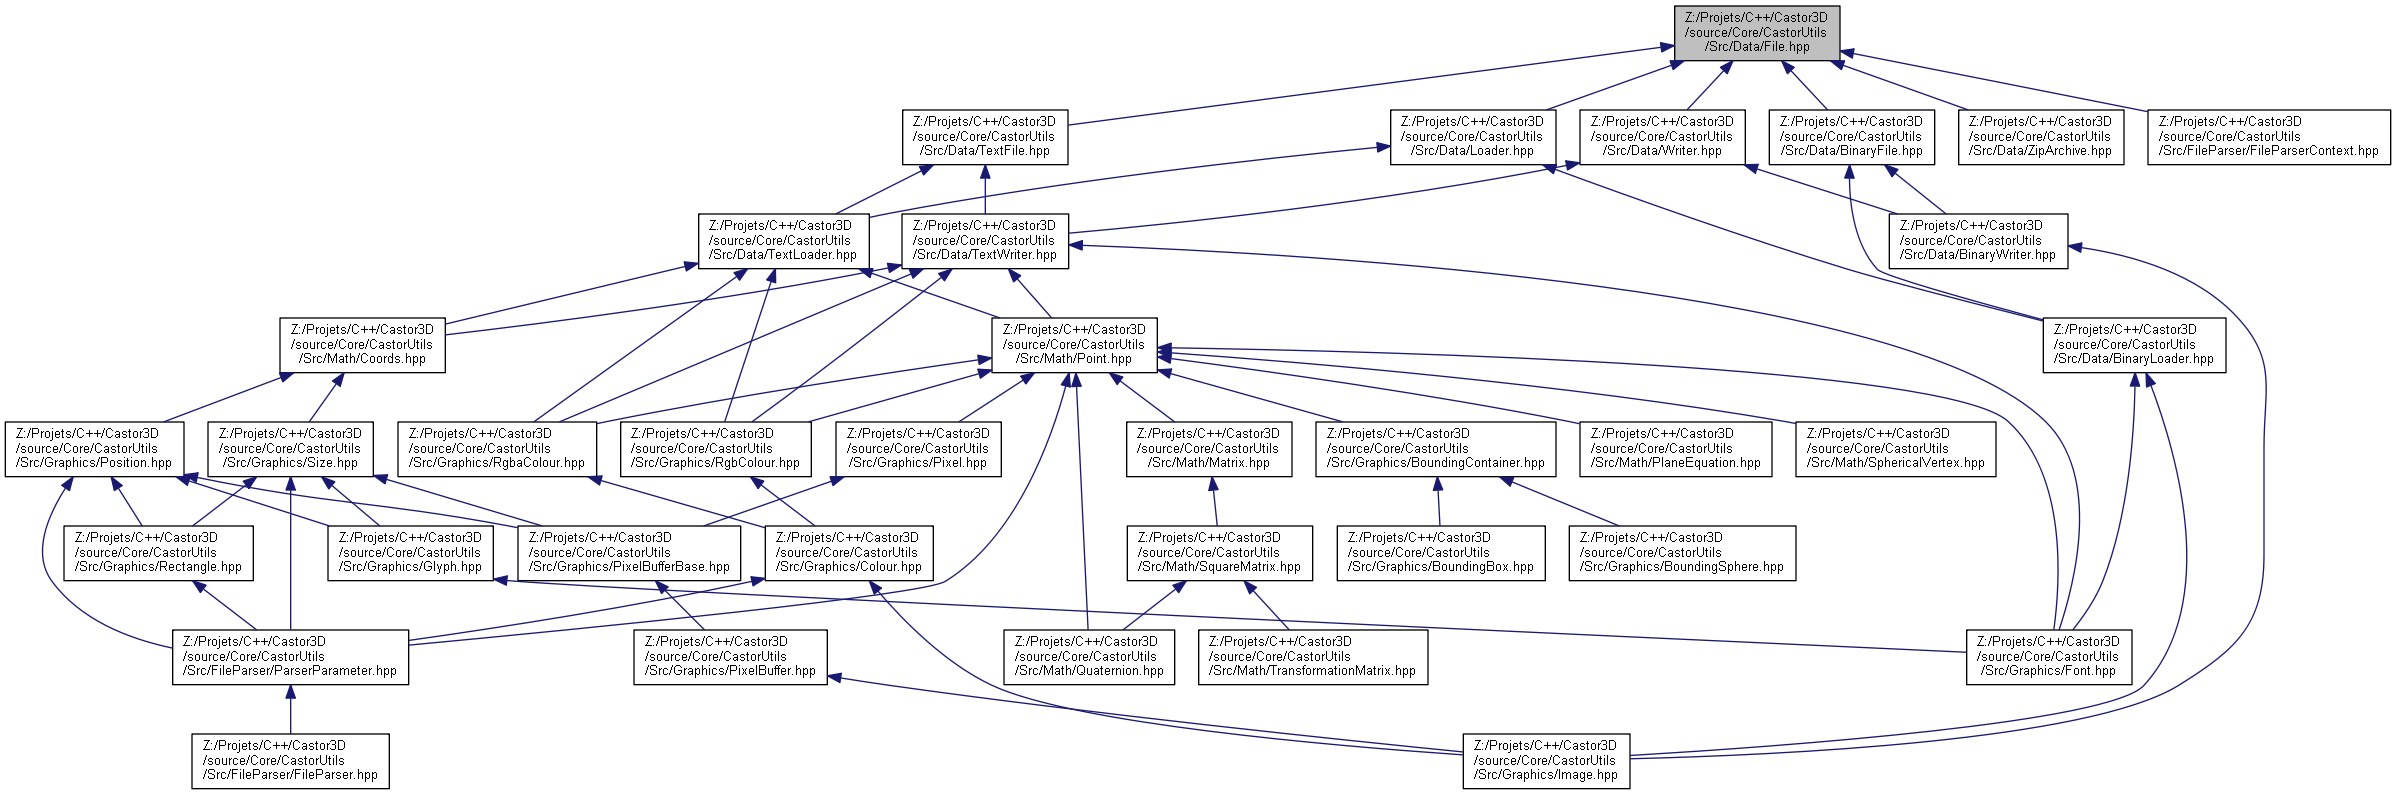 Z:/Projets/C++/Castor3D
/source/Core/CastorUtils
/Src/Data/File.hpp
Z:/Projets/C++/Castor3D
/source/Core/CastorUtils
/Src/Data/TextFile.hpp
Z:/Projets/C++/Castor3D
/source/Core/CastorUtils
/Src/Data/Loader.hpp
Z:/Projets/C++/Castor3D
/source/Core/CastorUtils
/Src/Data/Writer.hpp
Z:/Projets/C++/Castor3D
/source/Core/CastorUtils
/Src/Data/BinaryFile.hpp
Z:/Projets/C++/Castor3D
/source/Core/CastorUtils
/Src/Data/ZipArchive.hpp
Z:/Projets/C++/Castor3D
/source/Core/CastorUtils
/Src/FileParser/FileParserContext.hpp
Z:/Projets/C++/Castor3D
/source/Core/CastorUtils
/Src/Data/TextLoader.hpp
Z:/Projets/C++/Castor3D
/source/Core/CastorUtils
/Src/Data/TextWriter.hpp
Z:/Projets/C++/Castor3D
/source/Core/CastorUtils
/Src/Data/BinaryWriter.hpp
Z:/Projets/C++/Castor3D
/source/Core/CastorUtils
/Src/Math/Coords.hpp
Z:/Projets/C++/Castor3D
/source/Core/CastorUtils
/Src/Math/Point.hpp
Z:/Projets/C++/Castor3D
/source/Core/CastorUtils
/Src/Data/BinaryLoader.hpp
Z:/Projets/C++/Castor3D
/source/Core/CastorUtils
/Src/Graphics/Position.hpp
Z:/Projets/C++/Castor3D
/source/Core/CastorUtils
/Src/Graphics/Size.hpp
Z:/Projets/C++/Castor3D
/source/Core/CastorUtils
/Src/Graphics/RgbaColour.hpp
Z:/Projets/C++/Castor3D
/source/Core/CastorUtils
/Src/Graphics/RgbColour.hpp
Z:/Projets/C++/Castor3D
/source/Core/CastorUtils
/Src/Graphics/Pixel.hpp
Z:/Projets/C++/Castor3D
/source/Core/CastorUtils
/Src/Math/Matrix.hpp
Z:/Projets/C++/Castor3D
/source/Core/CastorUtils
/Src/Graphics/BoundingContainer.hpp
Z:/Projets/C++/Castor3D
/source/Core/CastorUtils
/Src/Math/PlaneEquation.hpp
Z:/Projets/C++/Castor3D
/source/Core/CastorUtils
/Src/Math/SphericalVertex.hpp
Z:/Projets/C++/Castor3D
/source/Core/CastorUtils
/Src/Graphics/Rectangle.hpp
Z:/Projets/C++/Castor3D
/source/Core/CastorUtils
/Src/Graphics/Glyph.hpp
Z:/Projets/C++/Castor3D
/source/Core/CastorUtils
/Src/Graphics/PixelBufferBase.hpp
Z:/Projets/C++/Castor3D
/source/Core/CastorUtils
/Src/Graphics/Colour.hpp
Z:/Projets/C++/Castor3D
/source/Core/CastorUtils
/Src/Math/SquareMatrix.hpp
Z:/Projets/C++/Castor3D
/source/Core/CastorUtils
/Src/Graphics/BoundingBox.hpp
Z:/Projets/C++/Castor3D
/source/Core/CastorUtils
/Src/Graphics/BoundingSphere.hpp
Z:/Projets/C++/Castor3D
/source/Core/CastorUtils
/Src/FileParser/ParserParameter.hpp
Z:/Projets/C++/Castor3D
/source/Core/CastorUtils
/Src/Graphics/PixelBuffer.hpp
Z:/Projets/C++/Castor3D
/source/Core/CastorUtils
/Src/Math/Quaternion.hpp
Z:/Projets/C++/Castor3D
/source/Core/CastorUtils
/Src/Math/TransformationMatrix.hpp
Z:/Projets/C++/Castor3D
/source/Core/CastorUtils
/Src/Graphics/Font.hpp
Z:/Projets/C++/Castor3D
/source/Core/CastorUtils
/Src/FileParser/FileParser.hpp
Z:/Projets/C++/Castor3D
/source/Core/CastorUtils
/Src/Graphics/Image.hpp